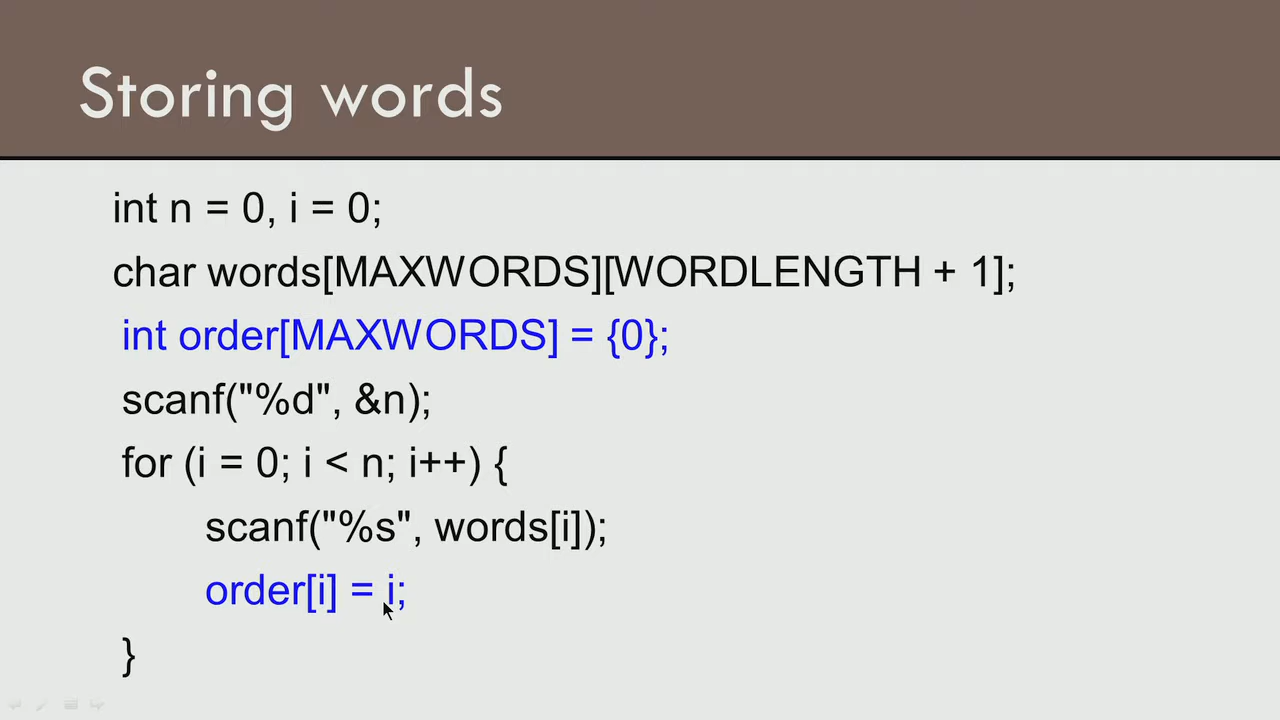 Storing words
int n = 0, i = 0;
char words[MAXWORDS][WORDLENGTH + 1];
int order[MAXWORDS] = {0};
scanf("%d", &n);
for (i = 0; i < n; i++) {
scanf("%s", words[i]);
order[i] = i;
}